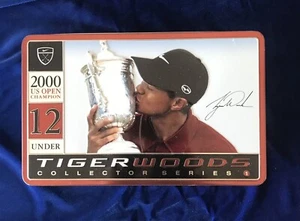 2000
US OPEN
CHAMPION
12
UNDER
TIGER WOODS
COLLECTOR SERIES